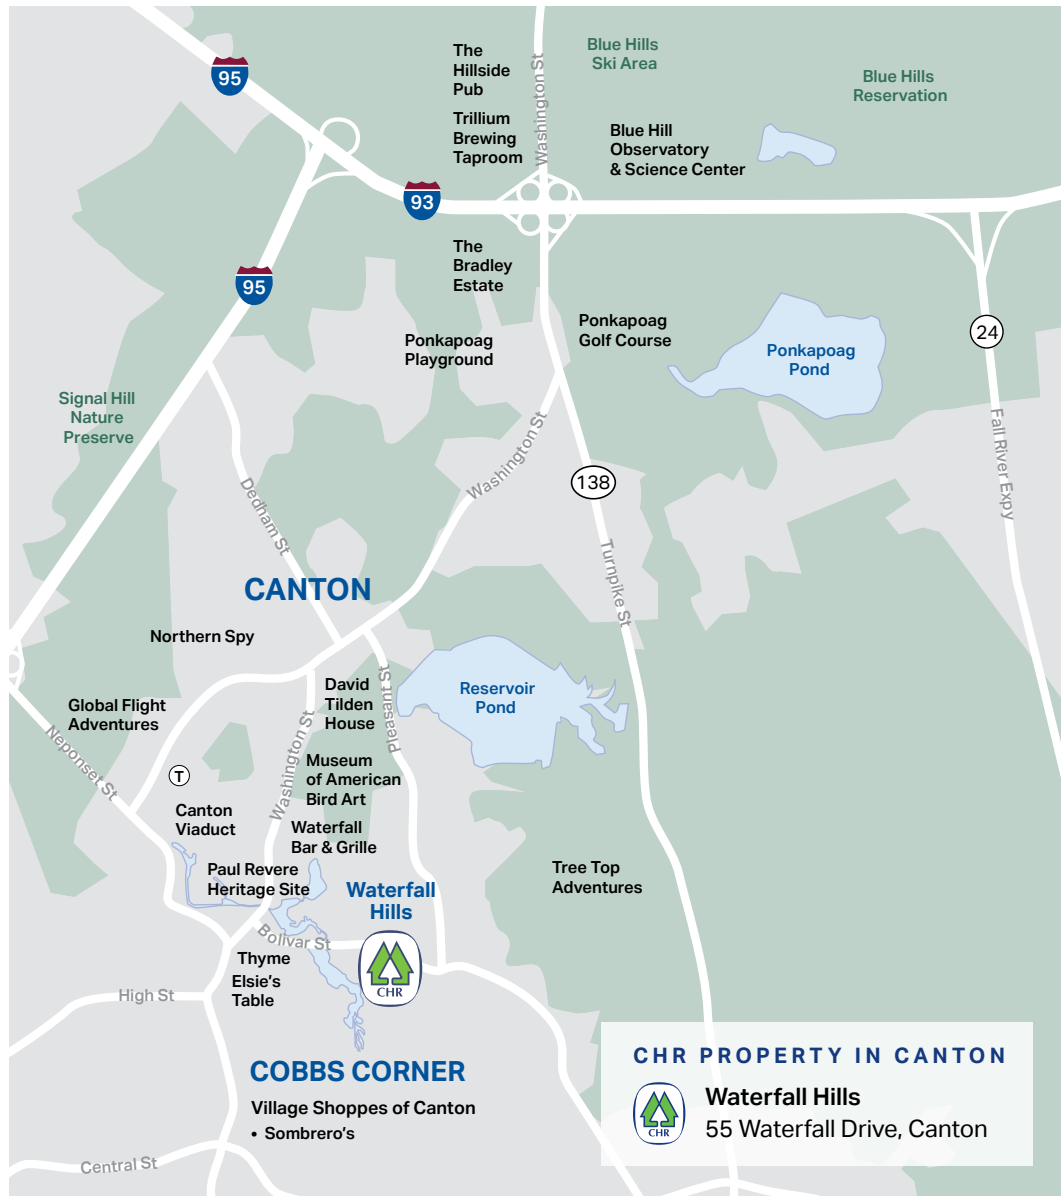 95
The
Hillside
Pub
Trillium
Brewing
Taproom
Washington St
Blue Hills
Ski Area
Blue Hills
Reservation
Blue Hill
Observatory
& Science Center
93
95
The
Bradley
Estate
Ponkapoag
Playground
Ponkapoag
Golf Course
Ponkapoag
Pond
24
Signal Hill
Nature
Preserve
Fall River Expy
Washington St
138
Dedham St
Turnpike St
CANTON
Northern Spy
Global Flight
Adventures
David
Tilden
House
Pleasant St
Reservoir
Pond
Neponset St
Washington St
T
Museum
of American
Bird Art
Canton
Viaduct
Waterfall
Bar & Grille
Paul Revere
Heritage Site
Waterfall
Hills
Tree Top
Adventures
Bolivar St
CHR
Thyme
Elsie's
Table
High St
COBBS CORNER
Village Shoppes of Canton
• Sombrero's
Central St
CHR PROPERTY IN CANTON
CHR
Waterfall Hills
55 Waterfall Drive, Canton